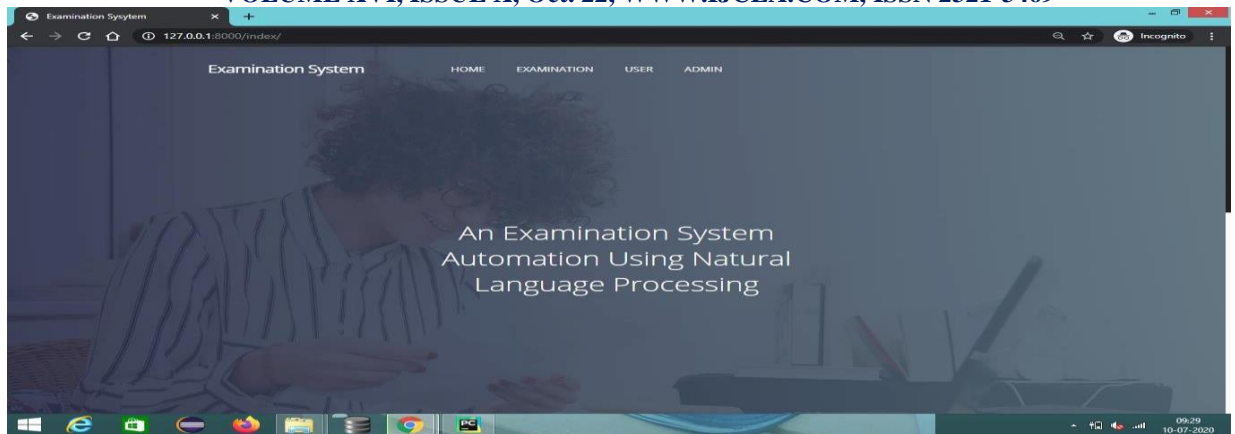 Examination Sysytem
127.0.0.1:8000/index/
Incognito
Examination System
HOME EXAMINATION USER ADMIN
An Examination System
Automation Using Natural
Language Processing
PC
09:29
10-07-2020